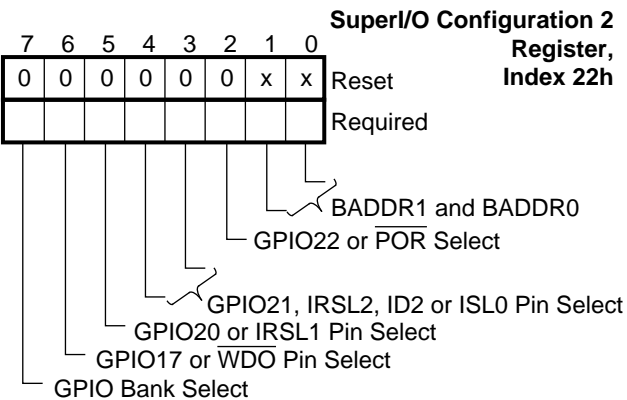 SuperI/O Configuration 2
Register,
Index 22h
7 6 5 4 3 2 1 0
0 0 0 0 0 0 x x Reset
Required
BADDR1 and BADDR0
GPIO22 or POR Select
GPIO21, IRSL2, ID2 or ISL0 Pin Select
GPIO20 or IRSL1 Pin Select
GPIO17 or WDO Pin Select
GPIO Bank Select